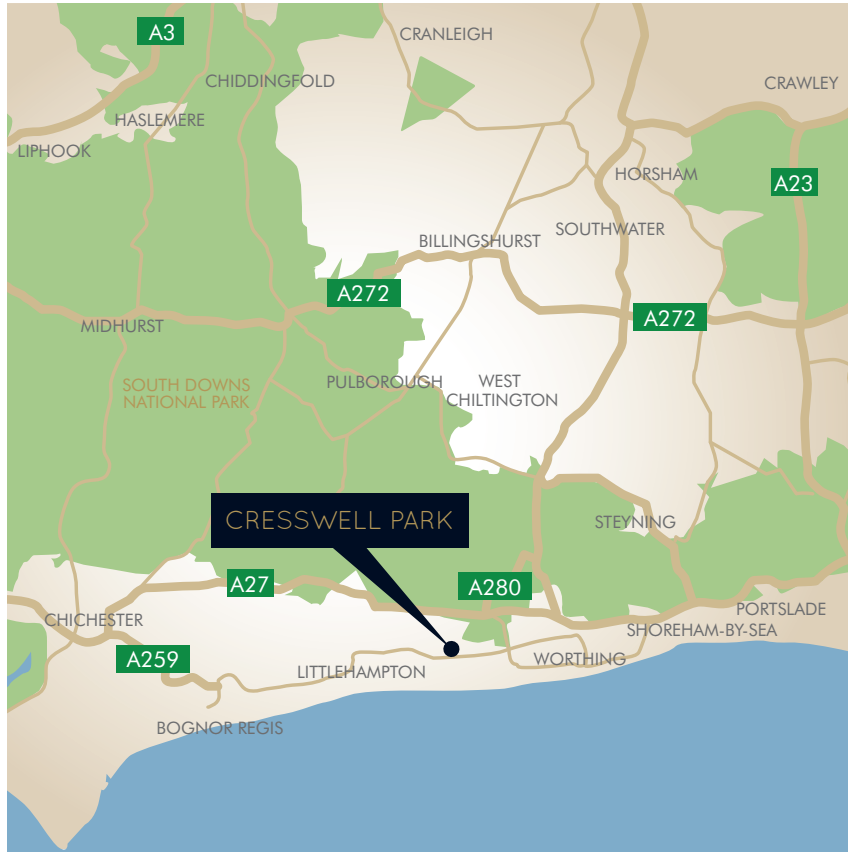 A3
CRANLEIGH
CHIDDINGFOLD
CRAWLEY
HASLEMERE
LIPHOOK
HORSHAM
A23
SOUTHWATER
BILLINGSHURST
A272
A272
MIDHURST
PULBOROUGH
WEST
CHILTINGTON
SOUTH DOWNS
NATIONAL PARK
CRESSWELL PARK
STEYNING
A27
A280
CHICHESTER
PORTSLADE
SHOREHAM-BY-SEA
A259
WORTHING
LITTLEHAMPTON
BOGNOR REGIS